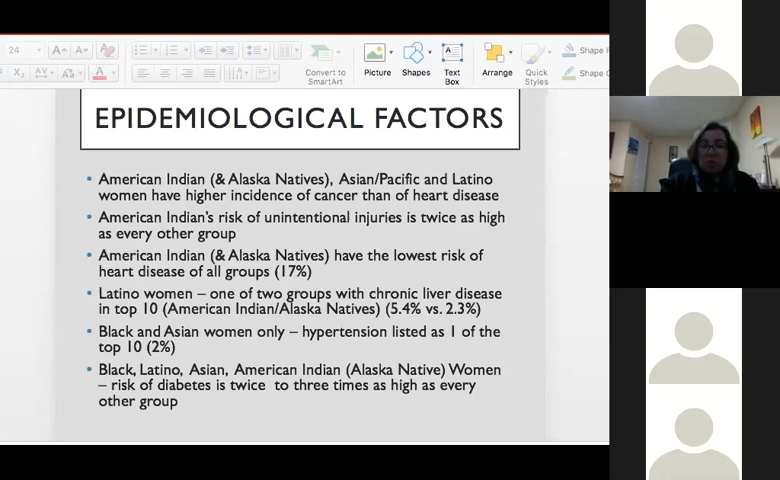 24
A
A
A
Convert to
SmartArt
Picture
Shapes
Text
Box
Arrange
Quick
Styles
Shape
Shape
X₂
AV
Aa
A
EPIDEMIOLOGICAL FACTORS
• American Indian (& Alaska Natives), Asian/Pacific and Latino
women have higher incidence of cancer than of heart disease
• American Indian's risk of unintentional injuries is twice as high
as every other group
• American Indian (& Alaska Natives) have the lowest risk of
heart disease of all groups (17%)
• Latino women – one of two groups with chronic liver disease
in top 10 (American Indian/Alaska Natives) (5.4% vs. 2.3%)
• Black and Asian women only – hypertension listed as 1 of the
top 10 (2%)
• Black, Latino, Asian, American Indian (Alaska Native) Women
– risk of diabetes is twice to three times as high as every
other group